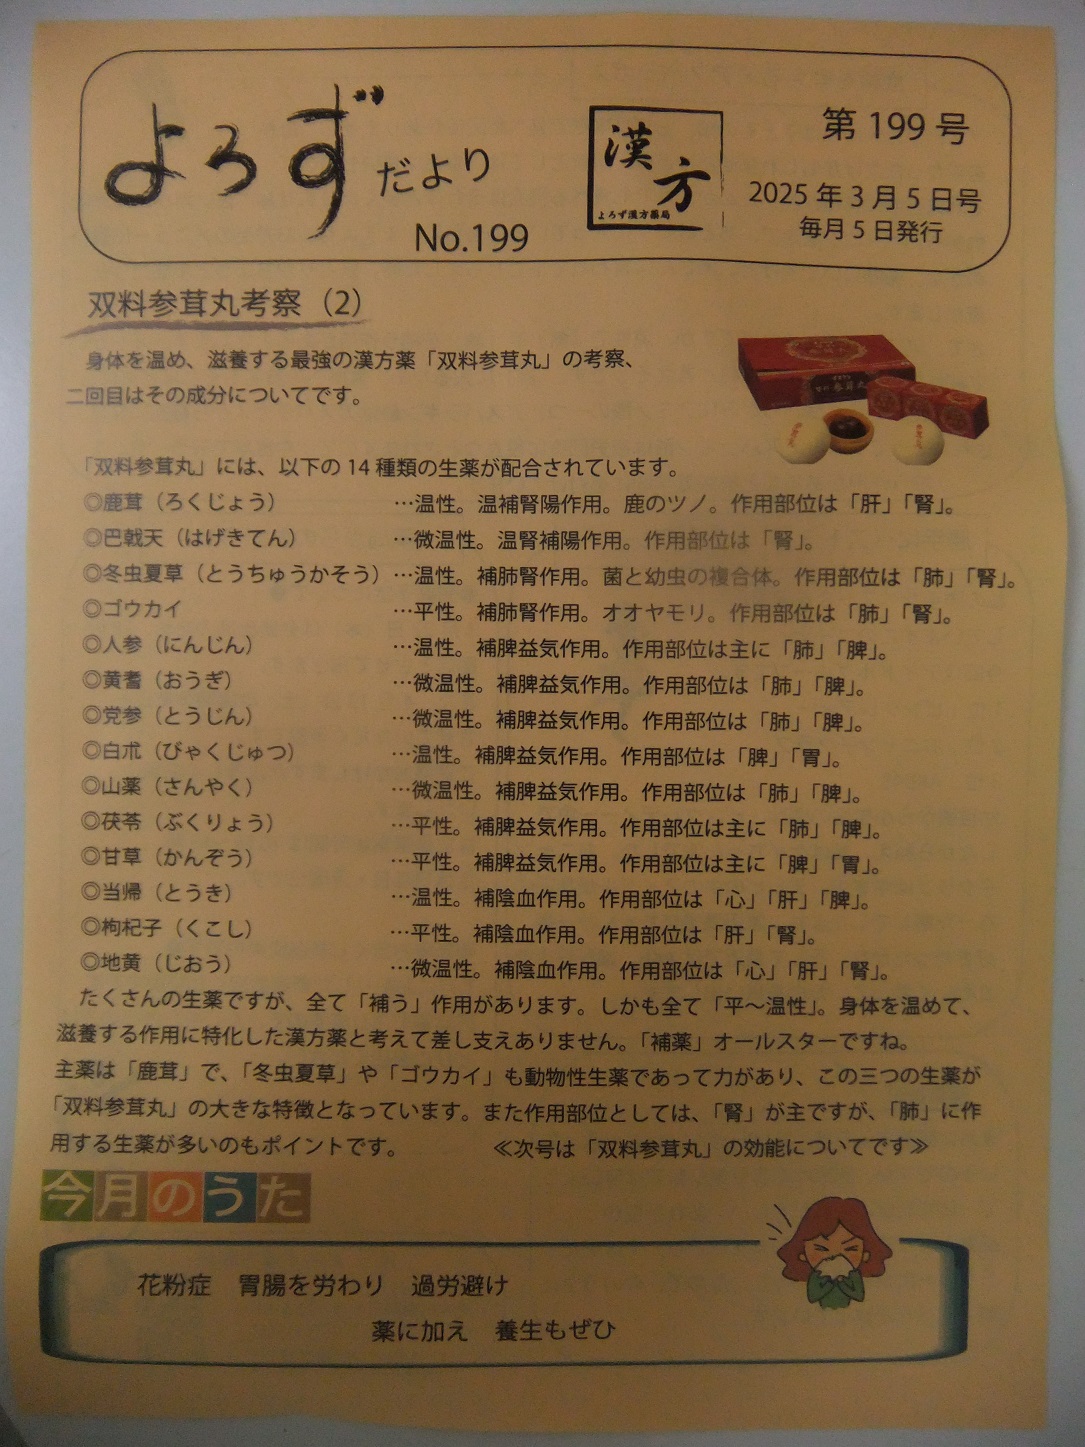 よろずだより
No.199
漢方
よろず漢方薬局
第 199 号
2025 年 3 月 5 日号
毎月 5 日発行
双料参茸丸考察（2）
身体を温め、滋養する最強の漢方薬「双料参茸丸」の考察、
二回目はその成分についてです。
「双料参茸丸」には、以下の 14 種類の生薬が配合されています。
◎鹿茸（ろくじょう） …温性。温補腎陽作用。鹿のツノ。作用部位は「肝」「腎」。
◎巴戟天（はげきてん） …微温性。温腎補陽作用。作用部位は「腎」。
◎冬虫夏草（とうちゅうかそう） …温性。補肺腎作用。菌と幼虫の複合体。作用部位は「肺」「腎」。
◎ゴウカイ …平性。補肺腎作用。オオヤモリ。作用部位は「肺」「腎」。
◎人参（にんじん） …温性。補脾益気作用。作用部位は主に「肺」「脾」。
◎黄耆（おうぎ） …微温性。補脾益気作用。作用部位は「肺」「脾」。
◎党参（とうじん） …微温性。補脾益気作用。作用部位は「肺」「脾」。
◎白朮（びゃくじゅつ） …温性。補脾益気作用。作用部位は「脾」「胃」。
◎山薬（さんやく） …微温性。補脾益気作用。作用部位は「肺」「脾」。
◎茯苓（ぶくりょう） …平性。補脾益気作用。作用部位は主に「肺」「脾」。
◎甘草（かんぞう） …平性。補脾益気作用。作用部位は主に「脾」「胃」。
◎当帰（とうき） …温性。補陰血作用。作用部位は「心」「肝」「脾」。
◎枸杞子（くこし） …平性。補陰血作用。作用部位は「肝」「腎」。
◎地黄（じおう） …微温性。補陰血作用。作用部位は「心」「肝」「腎」。
たくさんの生薬ですが、全て「補う」作用があります。しかも全て「平～温性」。身体を温めて、
滋養する作用に特化した漢方薬と考えて差し支えありません。「補薬」オールスターですね。
主薬は「鹿茸」で、「冬虫夏草」や「ゴウカイ」も動物性生薬であって力があり、この三つの生薬が
「双料参茸丸」の大きな特徴となっています。また作用部位としては、「腎」が主ですが、「肺」に作
用する生薬が多いのもポイントです。 ≪次号は「双料参茸丸」の効能についてです≫
今月のうた
花粉症 胃腸を労わり 過労避け
薬に加え 養生もぜひ